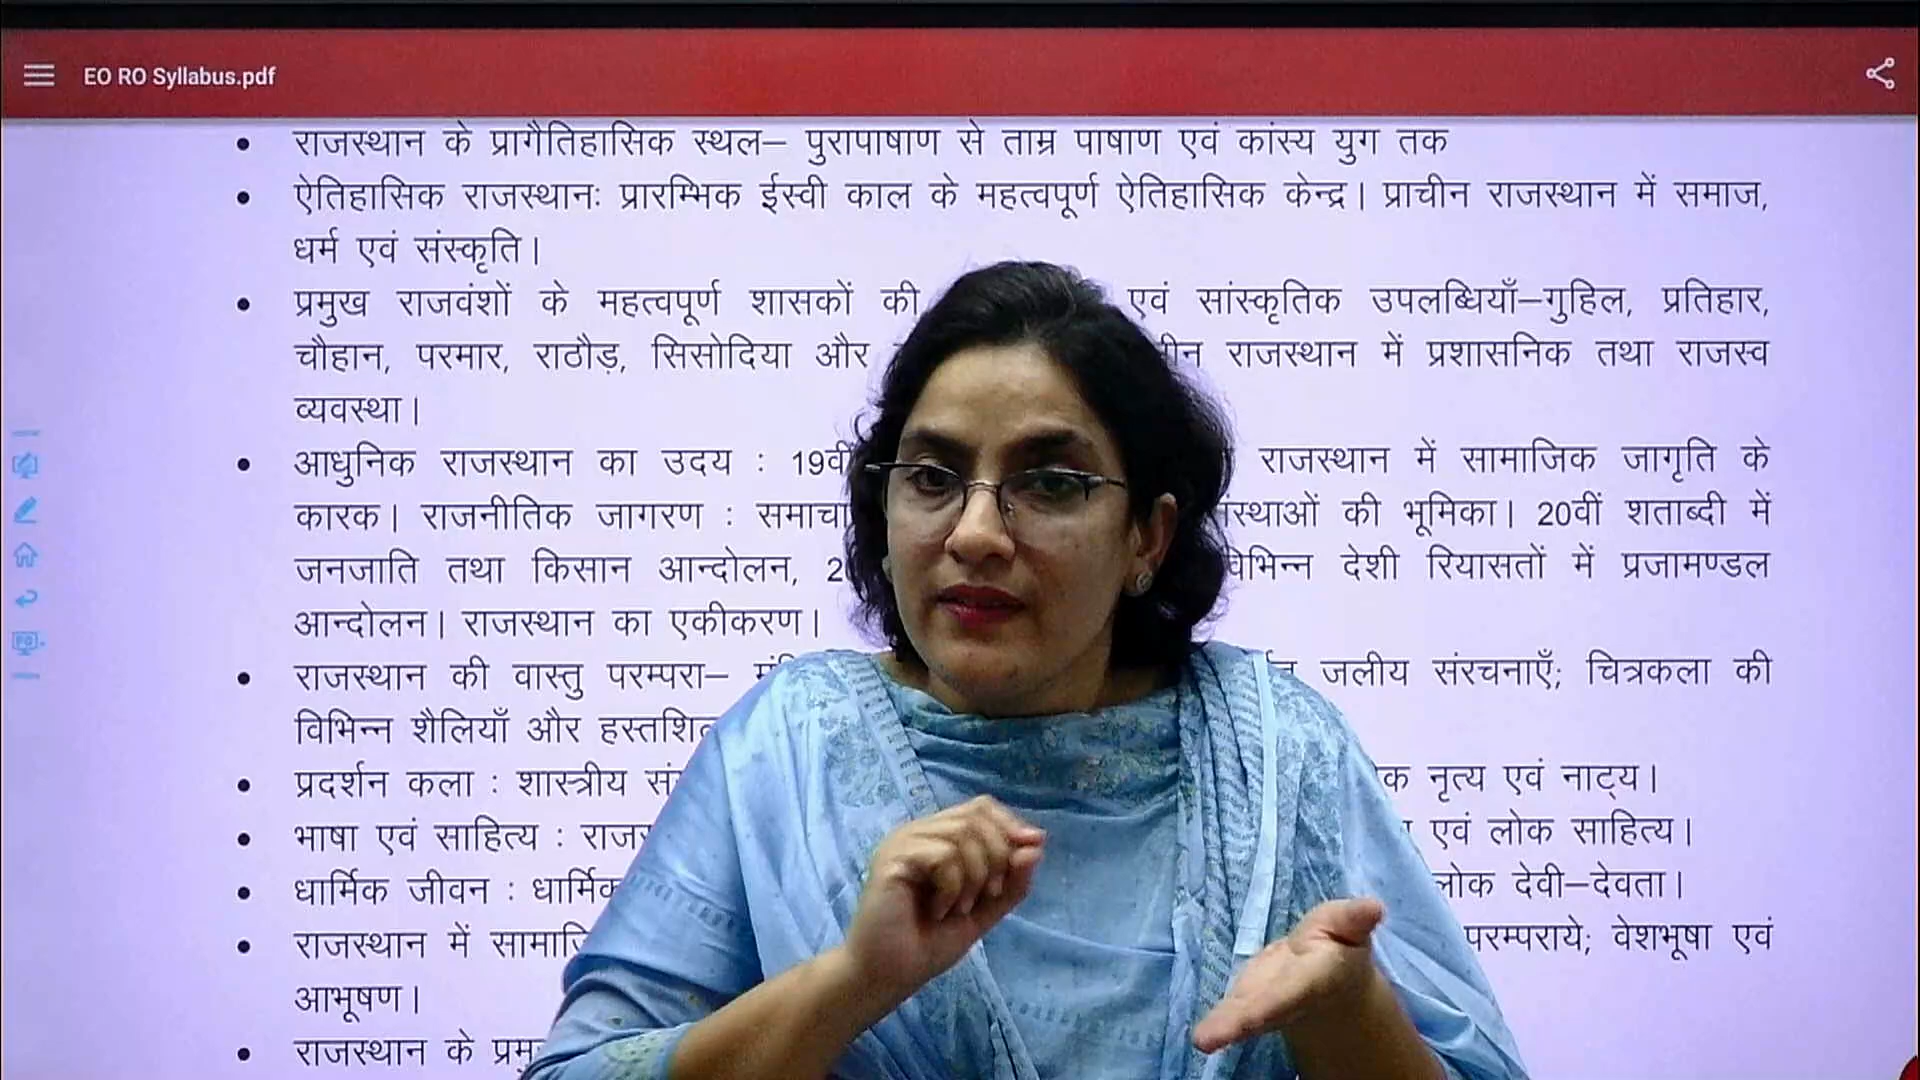 EO RO Syllabus.pdf
• राजस्थान के प्रागैतिहासिक स्थल– पुरापाषाण से ताम्र पाषाण एवं कांस्य युग तक
• ऐतिहासिक राजस्थानः प्रारम्भिक ईस्वी काल के महत्वपूर्ण ऐतिहासिक केन्द्र। प्राचीन राजस्थान में समाज,
धर्म एवं संस्कृति।
• प्रमुख राजवंशों के महत्वपूर्ण शासकों की एवं सांस्कृतिक उपलब्धियाँ–गुहिल, प्रतिहार,
चौहान, परमार, राठौड़, सिसोदिया और राजस्थान में प्रशासनिक तथा राजस्व
व्यवस्था।
• आधुनिक राजस्थान का उदय : 19वीं राजस्थान में सामाजिक जागृति के
कारक। राजनीतिक जागरण : की भूमिका। 20वीं शताब्दी में
जनजाति तथा किसान आन्दोलन, देशी रियासतों में प्रजामण्डल
आन्दोलन। राजस्थान का एकीकरण।
• राजस्थान की वास्तु परम्परा– जलीय संरचनाएँ; चित्रकला की
विभिन्न शैलियाँ और
• प्रदर्शन कला : शास्त्रीय नृत्य एवं नाट्य।
• भाषा एवं साहित्य : एवं लोक साहित्य।
• धार्मिक जीवन : धार्मिक लोक देवी–देवता।
• राजस्थान में परम्पराये; वेशभूषा एवं
आभूषण।
• राजस्थान के